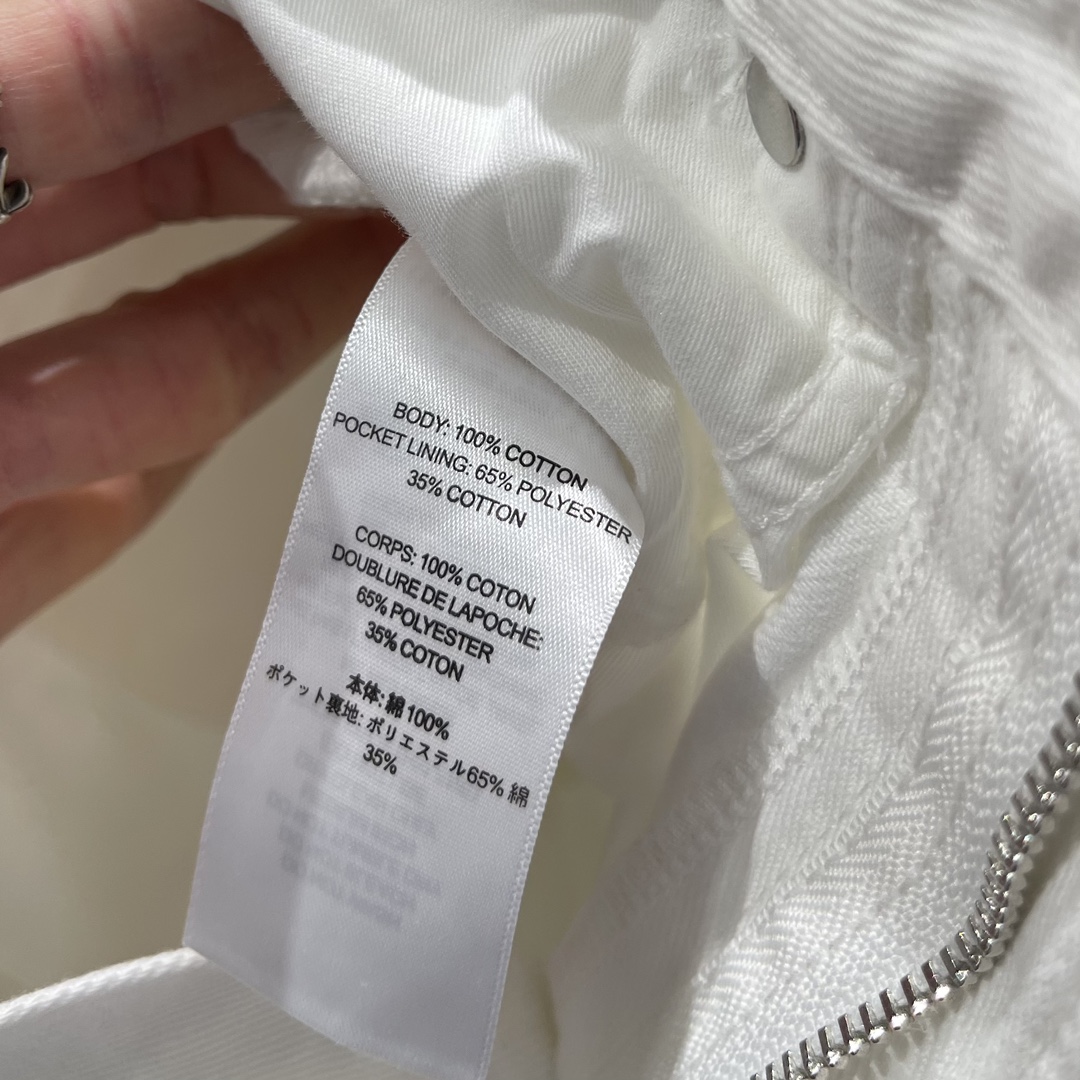 BODY: 100% COTTON
POCKET LINING: 65% POLYESTER
35% COTTON
CORPS: 100% COTON
DOUBLURE DE LAPOCHE:
65% POLYESTER
35% COTON
本体: 綿 100%
ポケット裏地: ポリエステル65% 綿
35%